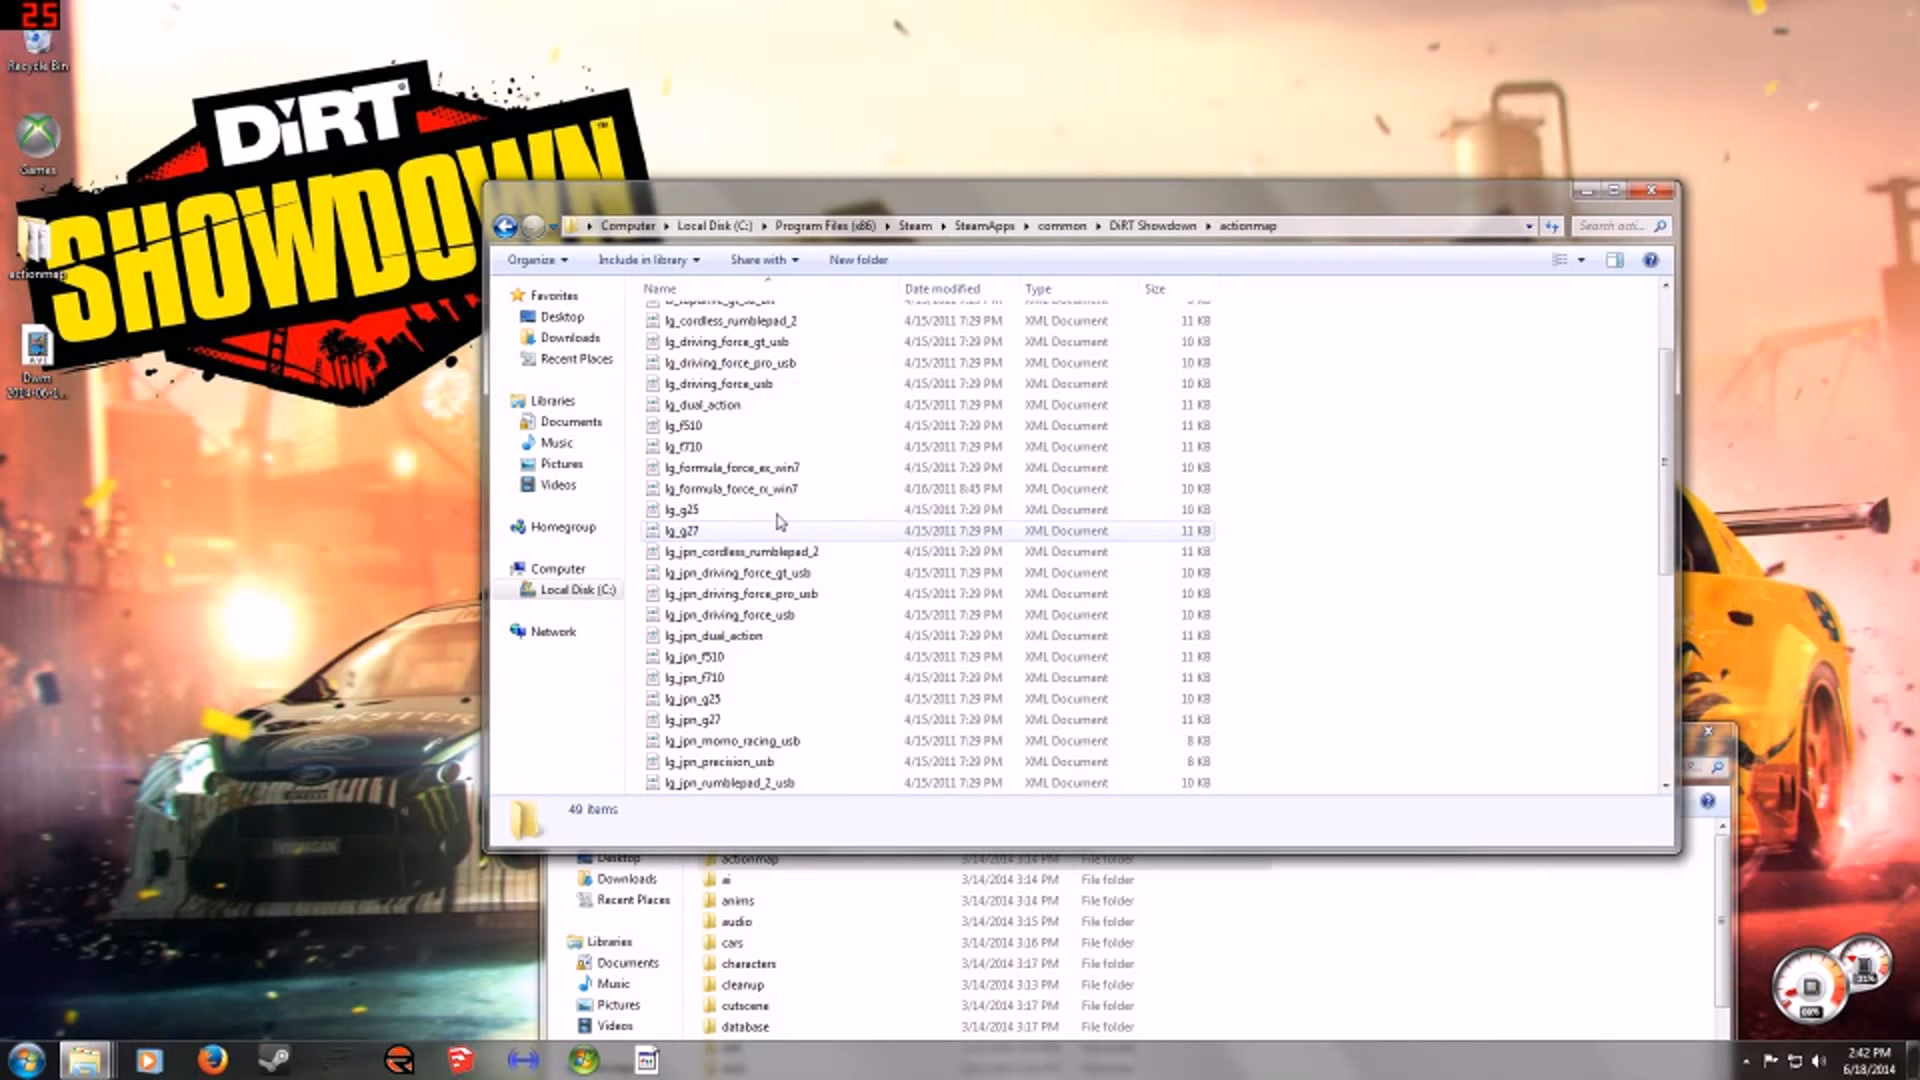 25
Recycle Bin
Games
actionmap
AVI
Dwm
2014-06-1...
DiRT
SHOWDOWN
Computer Local Disk (C:) Program Files (x86) Steam SteamApps common DiRT Showdown actionmap
Search acti...
Organize Include in library Share with New folder
Name Date modified Type Size
lg_cordless_rumblepad_2 4/15/2011 7:29 PM XML Document 11 KB
lg_driving_force_gt_usb 4/15/2011 7:29 PM XML Document 10 KB
lg_driving_force_pro_usb 4/15/2011 7:29 PM XML Document 10 KB
lg_driving_force_usb 4/15/2011 7:29 PM XML Document 10 KB
lg_dual_action 4/15/2011 7:29 PM XML Document 11 KB
lg_f510 4/15/2011 7:29 PM XML Document 11 KB
lg_f710 4/15/2011 7:29 PM XML Document 11 KB
lg_formula_force_ex_win7 4/15/2011 7:29 PM XML Document 10 KB
lg_formula_force_rx_win7 4/16/2011 8:45 PM XML Document 10 KB
lg_g25 4/15/2011 7:29 PM XML Document 10 KB
lg_g27 4/15/2011 7:29 PM XML Document 11 KB
lg_jpn_cordless_rumblepad_2 4/15/2011 7:29 PM XML Document 11 KB
lg_jpn_driving_force_gt_usb 4/15/2011 7:29 PM XML Document 10 KB
lg_jpn_driving_force_pro_usb 4/15/2011 7:29 PM XML Document 10 KB
lg_jpn_driving_force_usb 4/15/2011 7:29 PM XML Document 10 KB
lg_jpn_dual_action 4/15/2011 7:29 PM XML Document 11 KB
lg_jpn_f510 4/15/2011 7:29 PM XML Document 11 KB
lg_jpn_f710 4/15/2011 7:29 PM XML Document 11 KB
lg_jpn_g25 4/15/2011 7:29 PM XML Document 10 KB
lg_jpn_g27 4/15/2011 7:29 PM XML Document 11 KB
lg_jpn_momo_racing_usb 4/15/2011 7:29 PM XML Document 8 KB
lg_jpn_precision_usb 4/15/2011 7:29 PM XML Document 8 KB
lg_jpn_rumblepad_2_usb 4/15/2011 7:29 PM XML Document 10 KB
Favorites
Desktop
Downloads
Recent Places
Libraries
Documents
Music
Pictures
Videos
Homegroup
Computer
Local Disk (C:)
Network
49 items
Desktop
Downloads
Recent Places
Libraries
Documents
Music
Pictures
Videos
actionmap 3/14/2014 3:14 PM File folder
ai 3/14/2014 3:14 PM File folder
anims 3/14/2014 3:14 PM File folder
audio 3/14/2014 3:15 PM File folder
cars 3/14/2014 3:16 PM File folder
characters 3/14/2014 3:17 PM File folder
cleanup 3/14/2014 3:13 PM File folder
cutscene 3/14/2014 3:17 PM File folder
database 3/14/2014 3:17 PM File folder
2:42 PM
6/18/2014